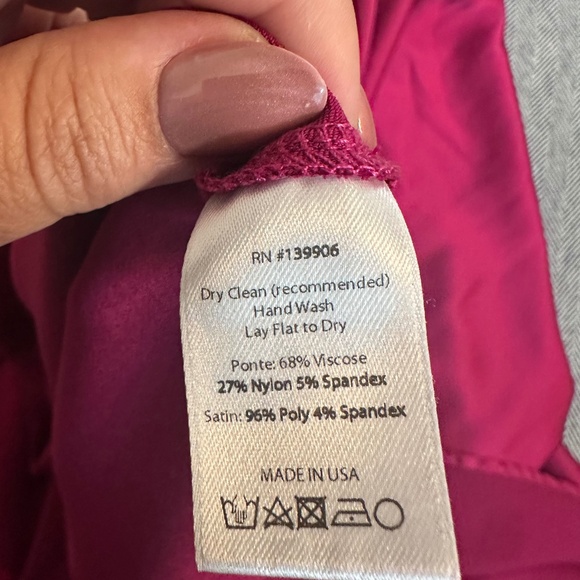 RN #139906
Dry Clean (recommended)
Hand Wash
Lay Flat to Dry
Ponte: 68% Viscose
27% Nylon 5% Spandex
Satin: 96% Poly 4% Spandex
MADE IN USA